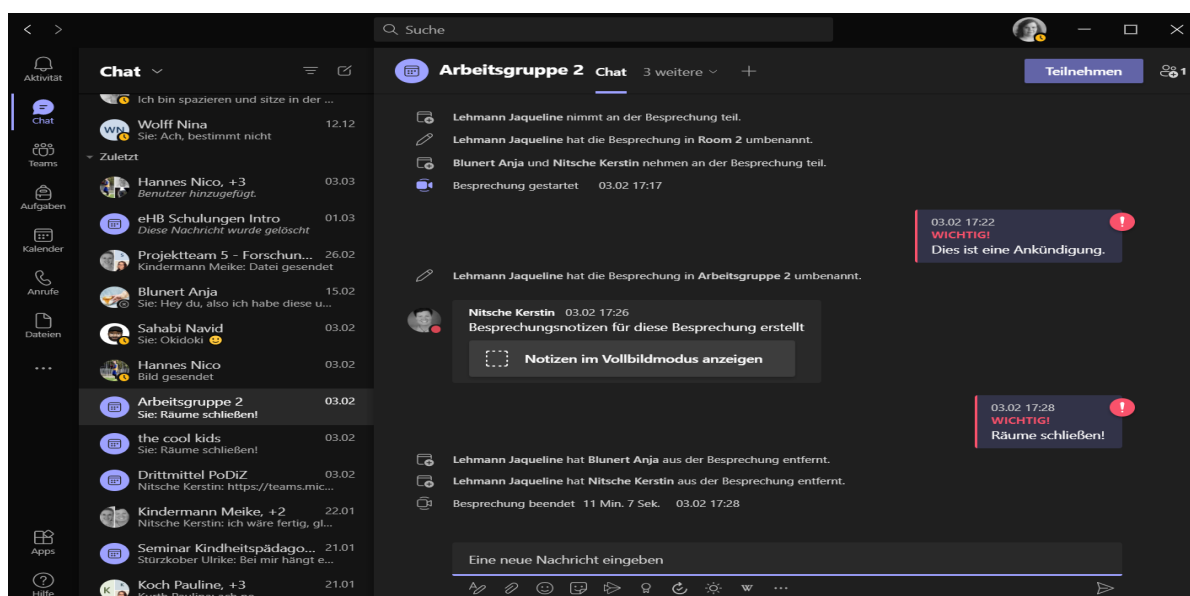 Suche
Aktivität
Chat
Teams
Aufgaben
Kalender
Anrufe
Dateien
Apps
Hilfe
Chat
Ich bin spazieren und sitze in der ...
WN
Wolff Nina 12.12
Sie: Ach, bestimmt nicht
Zuletzt
Hannes Nico, +3 03.03
Benutzer hinzugefügt.
eHB Schulungen Intro 01.03
Diese Nachricht wurde gelöscht
Projektteam 5 - Forschun... 26.02
Kindermann Meike: Datei gesendet
Blunert Anja 15.02
Sie: Hey du, also ich habe diese u...
Sahabi Navid 03.02
Sie: Okidoki
Hannes Nico 03.02
Bild gesendet
Arbeitsgruppe 2 03.02
Sie: Räume schließen!
the cool kids 03.02
Sie: Räume schließen!
Drittmittel PoDiZ 03.02
Nitsche Kerstin: https://teams.mic...
Kindermann Meike, +2 22.01
Nitsche Kerstin: ich wäre fertig, gl...
Seminar Kindheitspädago... 21.01
Stürzkober Ulrike: Bei mir hängt e...
K
Koch Pauline, +3 21.01
Arbeitsgruppe 2 Chat 3 weitere
Teilnehmen
1
Lehmann Jaqueline nimmt an der Besprechung teil.
Lehmann Jaqueline hat die Besprechung in Room 2 umbenannt.
Blunert Anja und Nitsche Kerstin nehmen an der Besprechung teil.
Besprechung gestartet 03.02 17:17
03.02 17:22
WICHTIG!
Dies ist eine Ankündigung.
Lehmann Jaqueline hat die Besprechung in Arbeitsgruppe 2 umbenannt.
Nitsche Kerstin 03.02 17:26
Besprechungsnotizen für diese Besprechung erstellt
Notizen im Vollbildmodus anzeigen
03.02 17:28
WICHTIG!
Räume schließen!
Lehmann Jaqueline hat Blunert Anja aus der Besprechung entfernt.
Lehmann Jaqueline hat Nitsche Kerstin aus der Besprechung entfernt.
Besprechung beendet 11 Min. 7 Sek. 03.02 17:28
Eine neue Nachricht eingeben